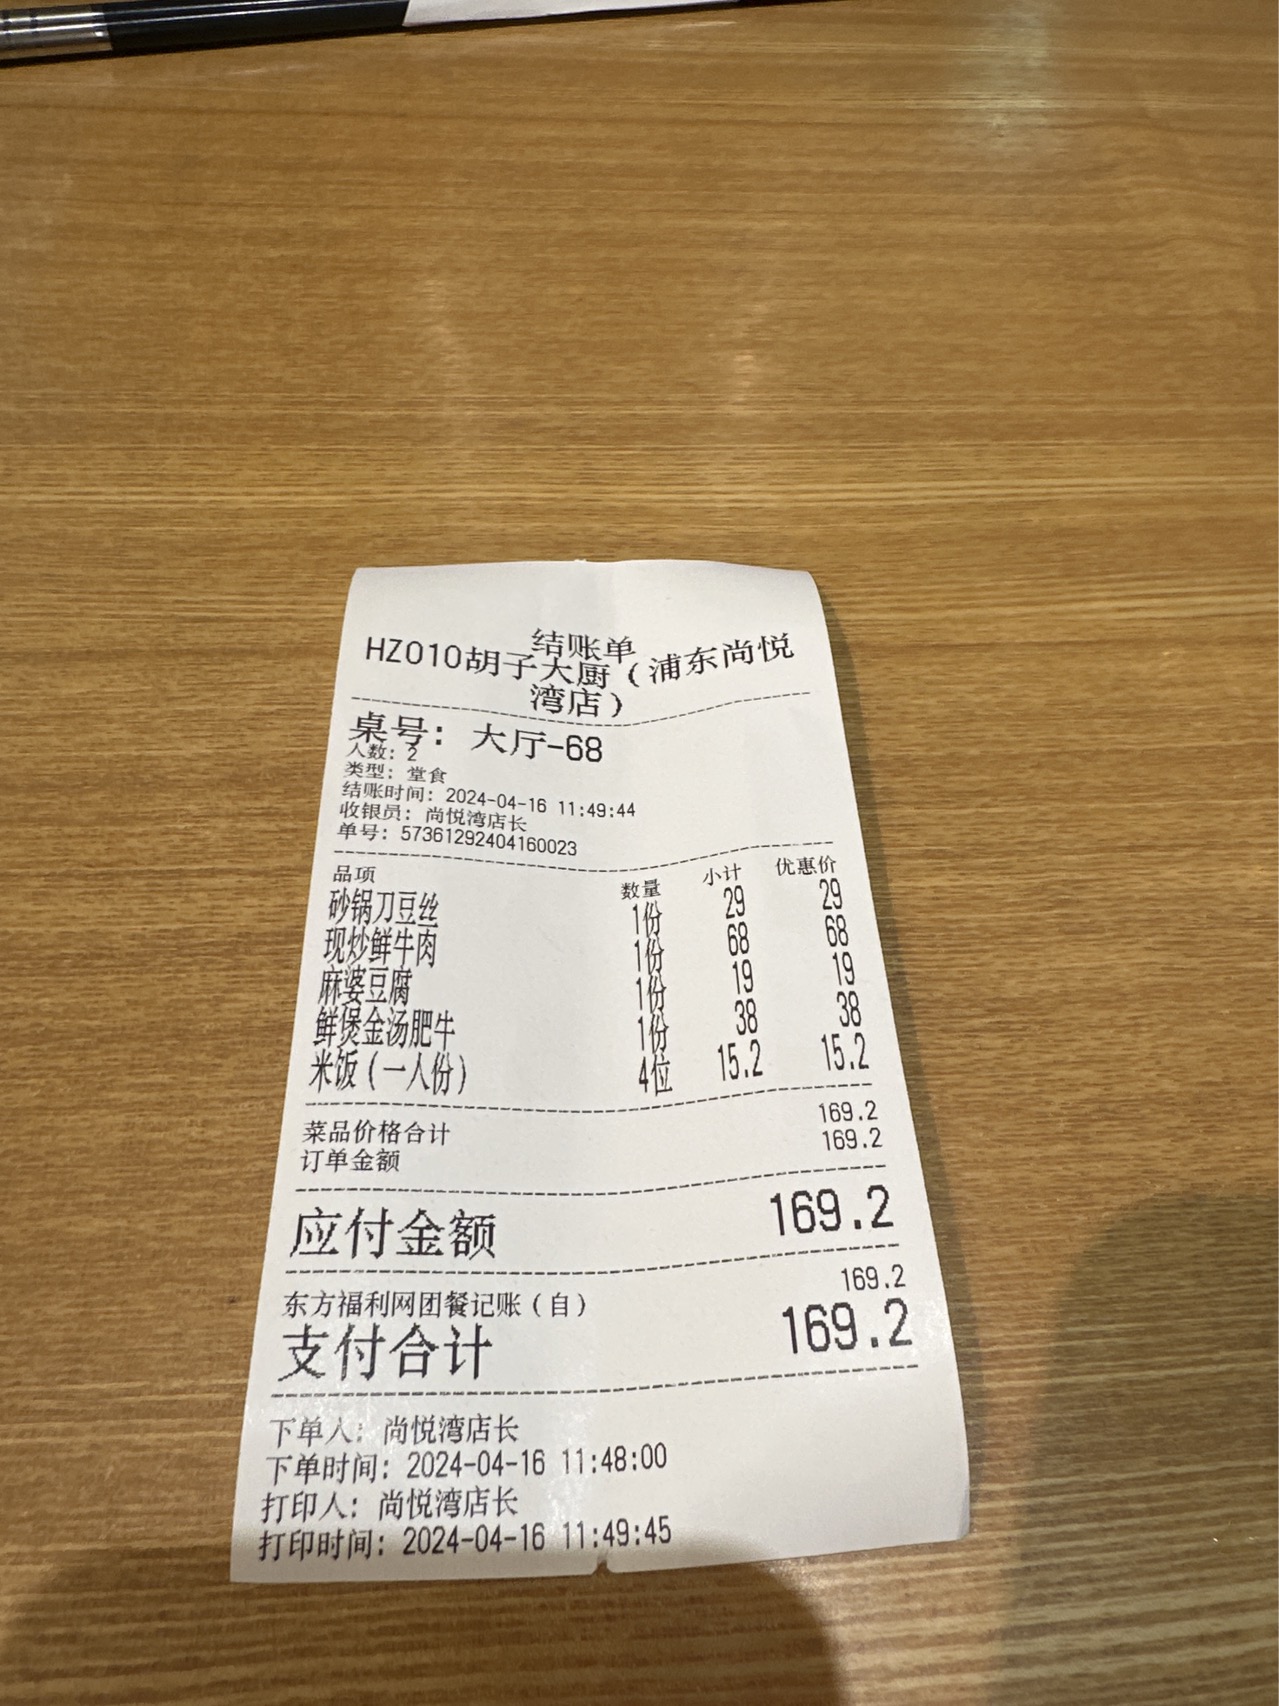 结账单
HZ010胡子大厨（浦东尚悦
湾店）
桌号： 大厅-68
人数：2
类型：堂食
结账时间：2024-04-16 11:49:44
收银员：尚悦湾店长
单号：57361292404160023
品项 数量 小计 优惠价
砂锅刀豆丝 1份 29 29
现炒鲜牛肉 1份 68 68
麻婆豆腐 1份 19 19
鲜煲金汤肥牛 1份 38 38
米饭（一人份） 4位 15.2 15.2
菜品价格合计 169.2
订单金额 169.2
应付金额 169.2
东方福利网团餐记账（自） 169.2
支付合计 169.2
下单人：尚悦湾店长
下单时间：2024-04-16 11:48:00
打印人：尚悦湾店长
打印时间：2024-04-16 11:49:45